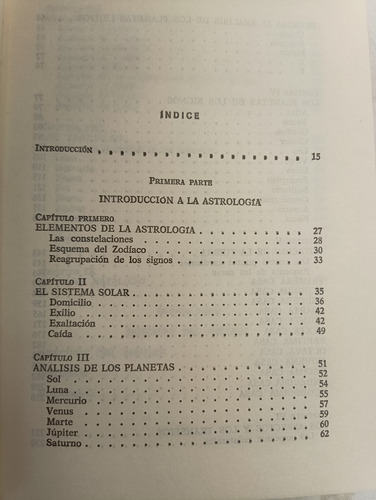 ÍNDICE
INTRODUCCIÓN . . . . . . . . . . . . . . . . . . 15
PRIMERA PARTE
INTRODUCCIÓN A LA ASTROLOGÍA
CAPÍTULO PRIMERO
ELEMENTOS DE LA ASTROLOGÍA . . . . . . . . . 27
Las constelaciones . . . . . . . . . . . . 28
Esquema del Zodíaco . . . . . . . . . . . 30
Reagrupación de los signos . . . . . . . . . 33
CAPÍTULO II
EL SISTEMA SOLAR . . . . . . . . . . . . . 35
Domicilio . . . . . . . . . . . . . . . 36
Exilio . . . . . . . . . . . . . . . . 42
Exaltación . . . . . . . . . . . . . . 42
Caída . . . . . . . . . . . . . . . . 49
CAPÍTULO III
ANÁLISIS DE LOS PLANETAS . . . . . . . . . . 51
Sol . . . . . . . . . . . . . . . . . 52
Luna . . . . . . . . . . . . . . . . . 54
Mercurio . . . . . . . . . . . . . . . 55
Venus . . . . . . . . . . . . . . . . 57
Marte . . . . . . . . . . . . . . . . 59
Júpiter . . . . . . . . . . . . . . . 60
Saturno . . . . . . . . . . . . . . . 62